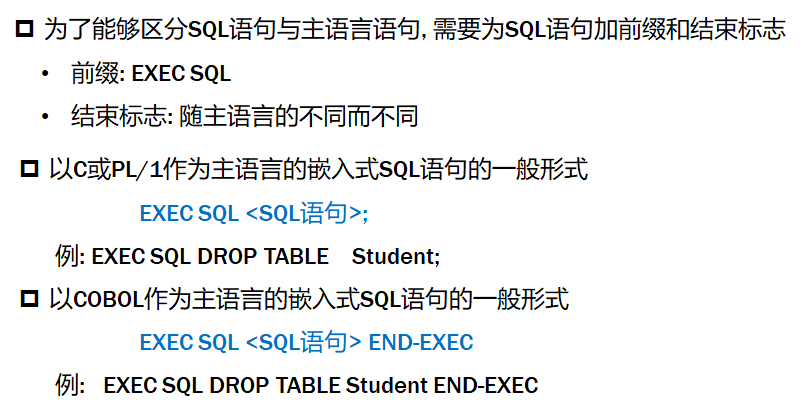 为了能够区分SQL语句与主语言语句, 需要为SQL语句加前缀和结束标志
• 前缀: EXEC SQL
• 结束标志: 随主语言的不同而不同
以C或PL/1作为主语言的嵌入式SQL语句的一般形式
EXEC SQL <SQL语句>;
例: EXEC SQL DROP TABLE Student;
以COBOL作为主语言的嵌入式SQL语句的一般形式
EXEC SQL <SQL语句> END-EXEC
例: EXEC SQL DROP TABLE Student END-EXEC